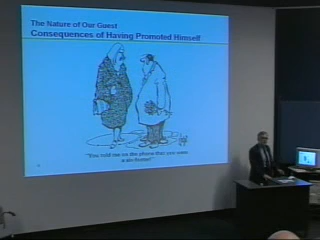 The Nature of Our Guest
Consequences of Having Promoted Himself
"You told me on the phone that you were